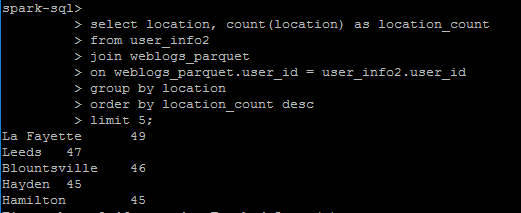 spark-sql>
> select location, count(location) as location_count
> from user_info2
> join weblogs_parquet
> on weblogs_parquet.user_id = user_info2.user_id
> group by location
> order by location_count desc
> limit 5;
La Fayette 49
Leeds 47
Blountsville 46
Hayden 45
Hamilton 45